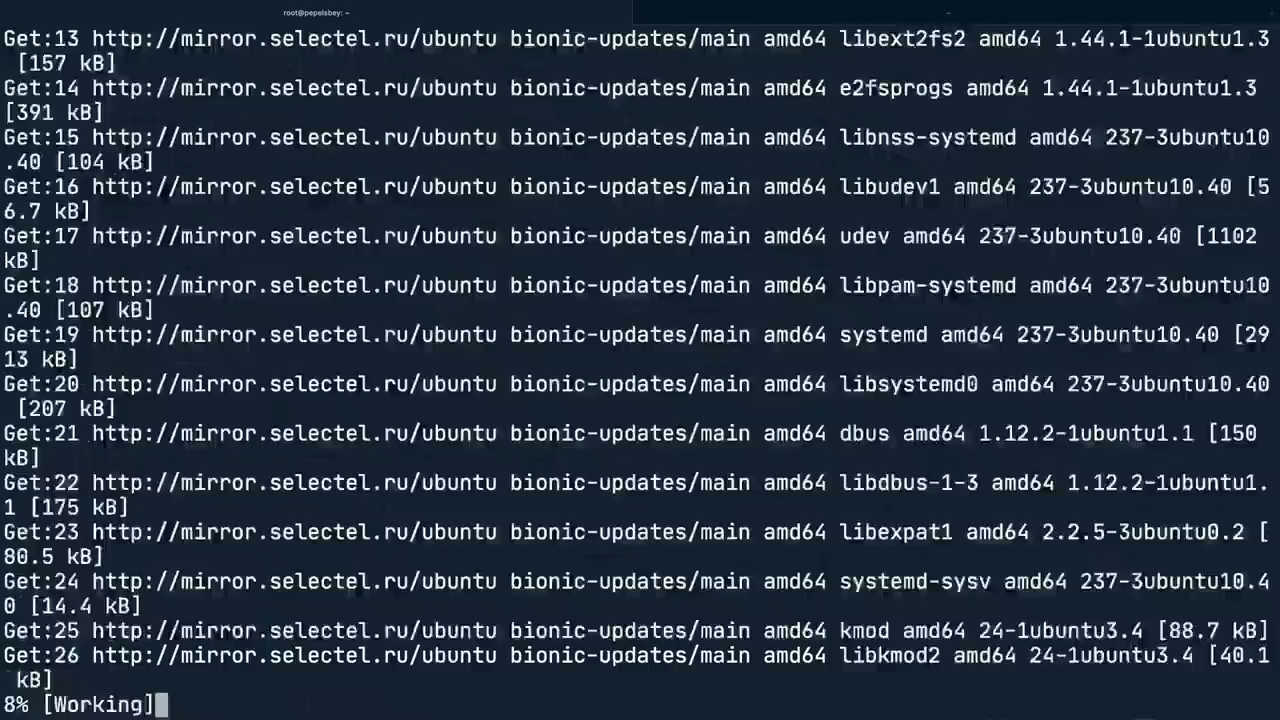 root@pepelsbey: ~
~
Get:13 http://mirror.selectel.ru/ubuntu bionic-updates/main amd64 libext2fs2 amd64 1.44.1-1ubuntu1.3
 [157 kB]
Get:14 http://mirror.selectel.ru/ubuntu bionic-updates/main amd64 e2fsprogs amd64 1.44.1-1ubuntu1.3
[391 kB]
Get:15 http://mirror.selectel.ru/ubuntu bionic-updates/main amd64 libnss-systemd amd64 237-3ubuntu10
.40 [104 kB]
Get:16 http://mirror.selectel.ru/ubuntu bionic-updates/main amd64 libudev1 amd64 237-3ubuntu10.40 [5
6.7 kB]
Get:17 http://mirror.selectel.ru/ubuntu bionic-updates/main amd64 udev amd64 237-3ubuntu10.40 [1102
kB]
Get:18 http://mirror.selectel.ru/ubuntu bionic-updates/main amd64 libpam-systemd amd64 237-3ubuntu10
.40 [107 kB]
Get:19 http://mirror.selectel.ru/ubuntu bionic-updates/main amd64 systemd amd64 237-3ubuntu10.40 [29
13 kB]
Get:20 http://mirror.selectel.ru/ubuntu bionic-updates/main amd64 libsystemd0 amd64 237-3ubuntu10.40
 [207 kB]
Get:21 http://mirror.selectel.ru/ubuntu bionic-updates/main amd64 dbus amd64 1.12.2-1ubuntu1.1 [150
kB]
Get:22 http://mirror.selectel.ru/ubuntu bionic-updates/main amd64 libdbus-1-3 amd64 1.12.2-1ubuntu1.
1 [175 kB]
Get:23 http://mirror.selectel.ru/ubuntu bionic-updates/main amd64 libexpat1 amd64 2.2.5-3ubuntu0.2 [
80.5 kB]
Get:24 http://mirror.selectel.ru/ubuntu bionic-updates/main amd64 systemd-sysv amd64 237-3ubuntu10.4
0 [14.4 kB]
Get:25 http://mirror.selectel.ru/ubuntu bionic-updates/main amd64 kmod amd64 24-1ubuntu3.4 [88.7 kB]
Get:26 http://mirror.selectel.ru/ubuntu bionic-updates/main amd64 libkmod2 amd64 24-1ubuntu3.4 [40.1
 kB]
8% [Working]